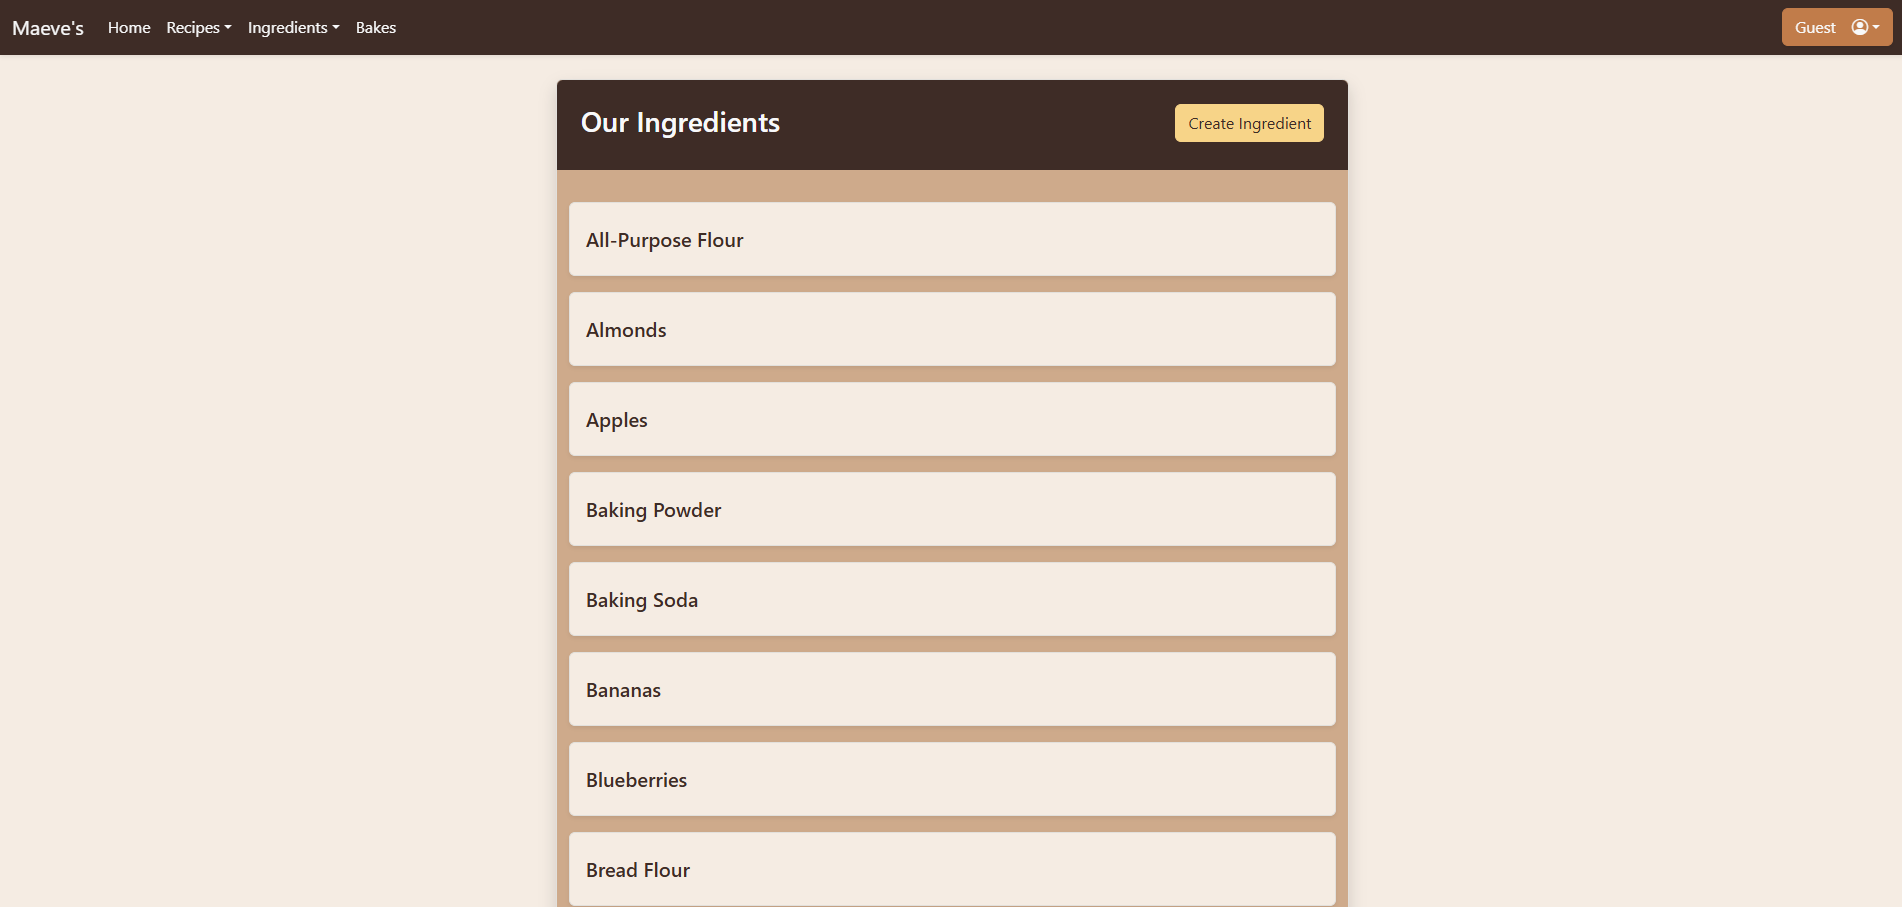 Maeve's Home Recipes Ingredients Bakes Guest
Our Ingredients Create Ingredient
All-Purpose Flour
Almonds
Apples
Baking Powder
Baking Soda
Bananas
Blueberries
Bread Flour